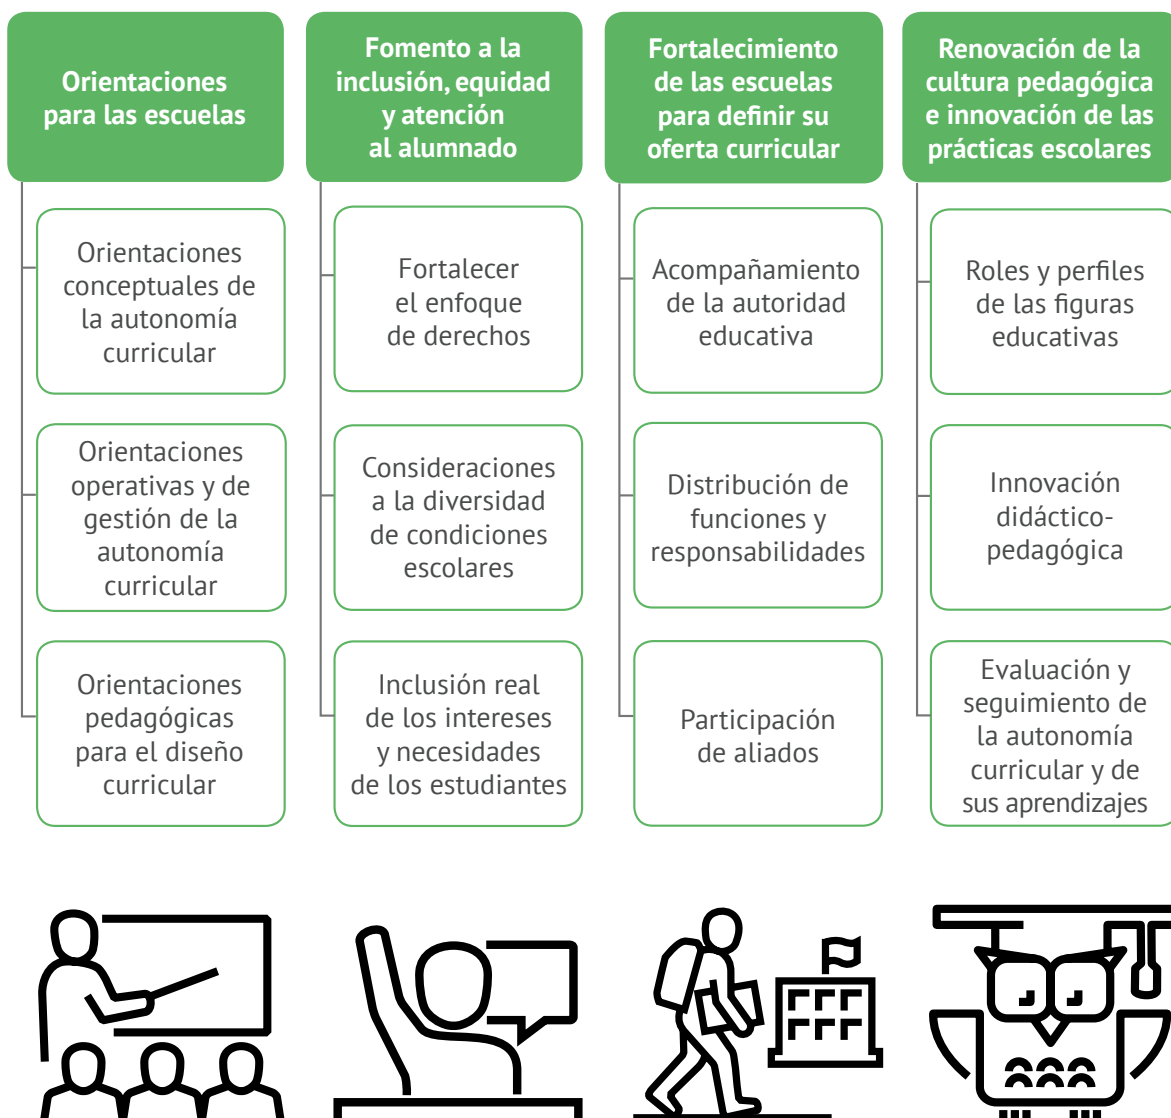 Orientaciones
para las escuelas
Orientaciones
conceptuales de
la autonomía
curricular
Orientaciones
operativas y de
gestión de la
autonomía
curricular
Orientaciones
pedagógicas
para el diseño
curricular
Fomento a la
inclusión, equidad
y atención
al alumnado
Fortalecer
el enfoque
de derechos
Consideraciones
a la diversidad
de condiciones
escolares
Inclusión real
de los intereses
y necesidades
de los estudiantes
Fortalecimiento
de las escuelas
para definir su
oferta curricular
Acompañamiento
de la autoridad
educativa
Distribución de
funciones y
responsabilidades
Participación
de aliados
Renovación de la
cultura pedagógica
e innovación de las
prácticas escolares
Roles y perfiles
de las figuras
educativas
Innovación
didáctico-
pedagógica
Evaluación y
seguimiento de
la autonomía
curricular y de
sus aprendizajes